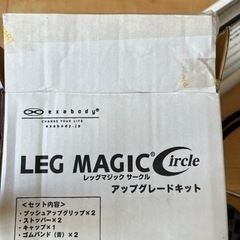 exabody®
CHANGE YOUR LIFE
exabody.jp
LEG MAGIC® Circle
レッグマジック サークル
アップグレードキット
＜セット内容＞
・プッシュアップグリップ×2
・ストッパー×2
・キャップ×1
・ゴムバンド（青）×2